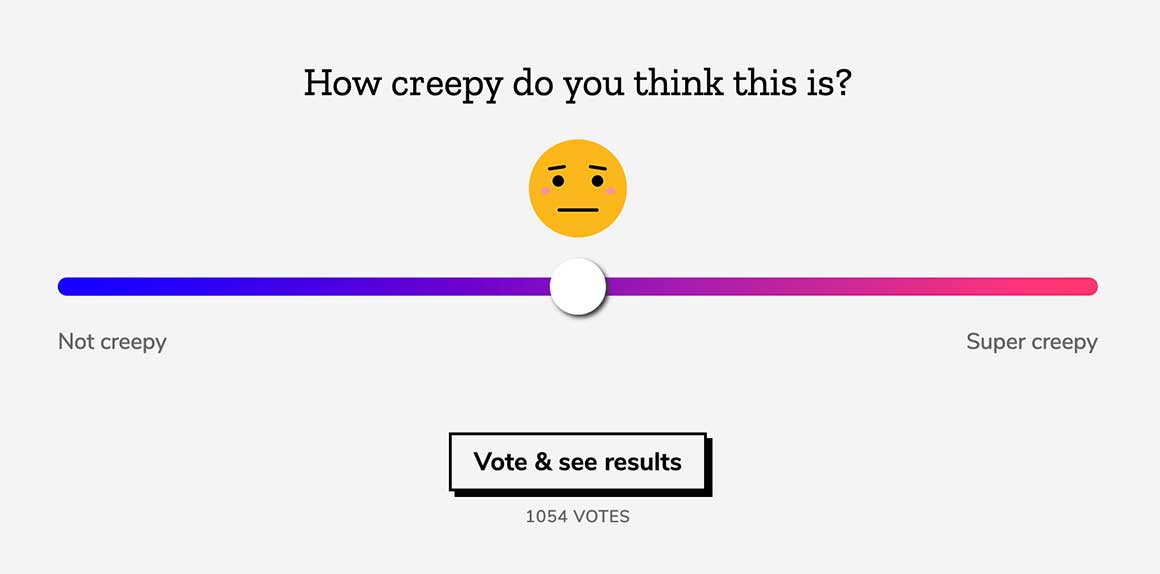 How creepy do you think this is?
Not creepy
Super creepy
Vote & see results
1054 VOTES